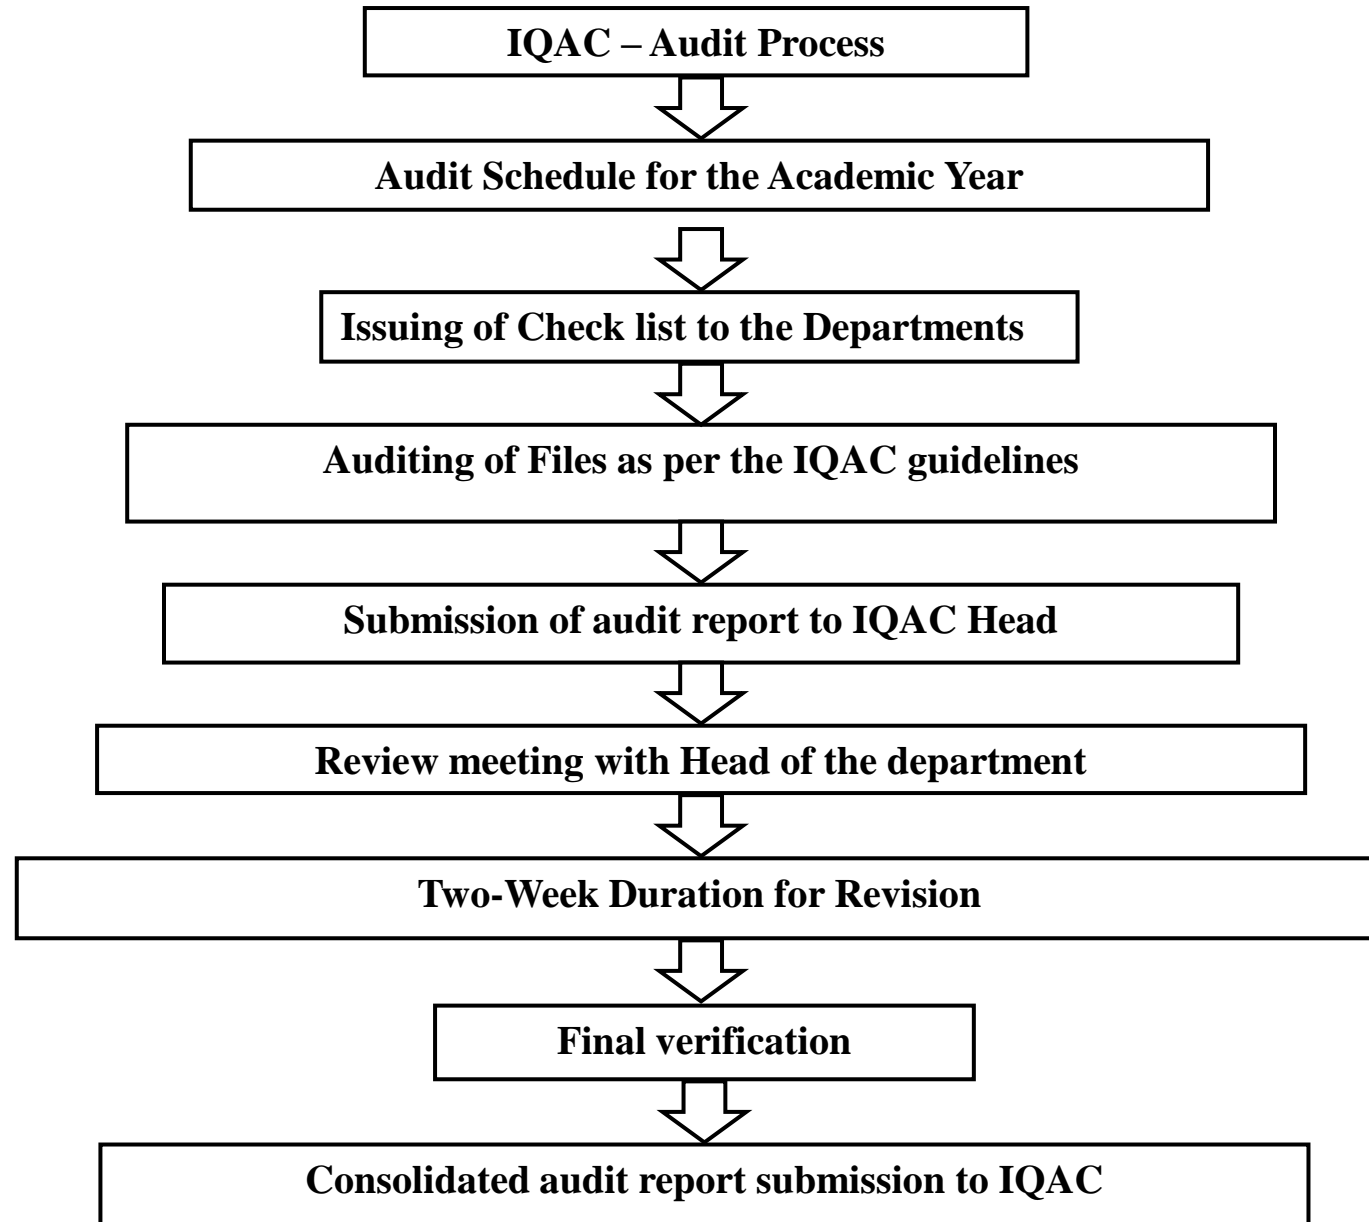 IQAC – Audit Process
Audit Schedule for the Academic Year
Issuing of Check list to the Departments
Auditing of Files as per the IQAC guidelines
Submission of audit report to IQAC Head
Review meeting with Head of the department
Two-Week Duration for Revision
Final verification
Consolidated audit report submission to IQAC